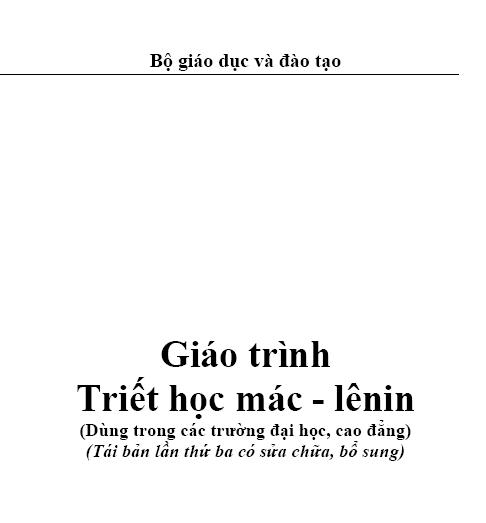 Bộ giáo dục và đào tạo
Giáo trình
Triết học mác - lênin
(Dùng trong các trường đại học, cao đẳng)
(Tái bản lần thứ ba có sửa chữa, bổ sung)